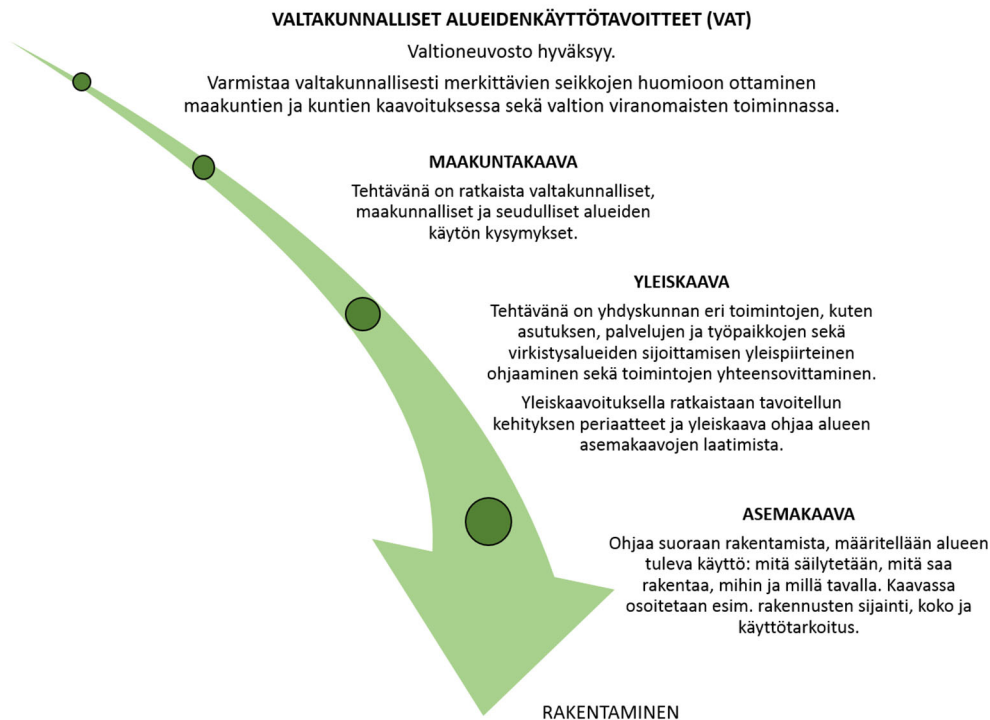 VALTAKUNNALLISET ALUEIDENKÄYTTÖTAVOITTEET (VAT)
Valtioneuvosto hyväksyy.
Varmistaa valtakunnallisesti merkittävien seikkojen huomioon ottaminen
maakuntien ja kuntien kaavoituksessa sekä valtion viranomaisten toiminnassa.
MAAKUNTAKAAVA
Tehtävänä on ratkaista valtakunnalliset,
maakunnalliset ja seudulliset alueiden
käytön kysymykset.
YLEISKAAVA
Tehtävänä on yhdyskunnan eri toimintojen, kuten
asutuksen, palvelujen ja työpaikkojen sekä
virkistysalueiden sijoittamisen yleispiirteinen
ohjaaminen sekä toimintojen yhteensovittaminen.
Yleiskaavoituksella ratkaistaan tavoitellun
kehityksen periaatteet ja yleiskaava ohjaa alueen
asemakaavojen laatimista.
ASEMAKAAVA
Ohjaa suoraan rakentamista, määritellään alueen
tuleva käyttö: mitä säilytetään, mitä saa
rakentaa, mihin ja millä tavalla. Kaavassa
osoitetaan esim. rakennusten sijainti, koko ja
käyttötarkoitus.
RAKENTAMINEN